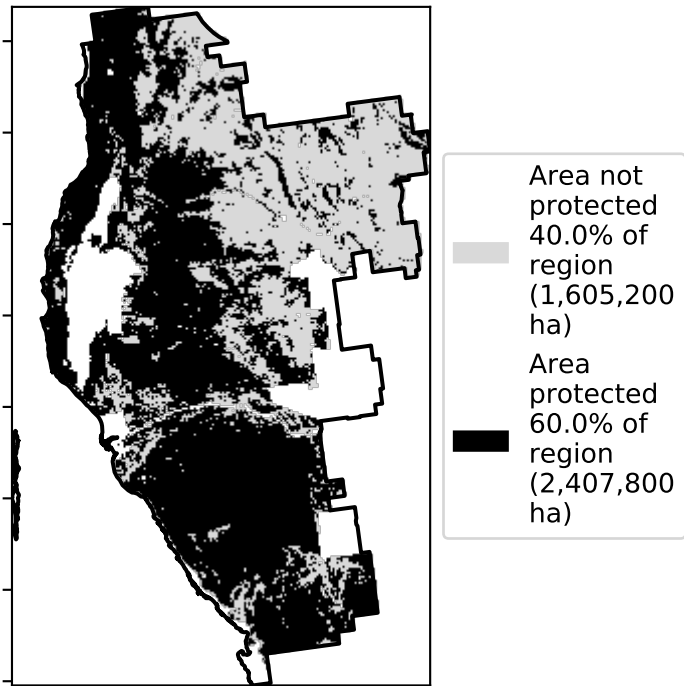 Area not
protected
40.0% of
region
(1,605,200
ha)
Area
protected
60.0% of
region
(2,407,800
ha)